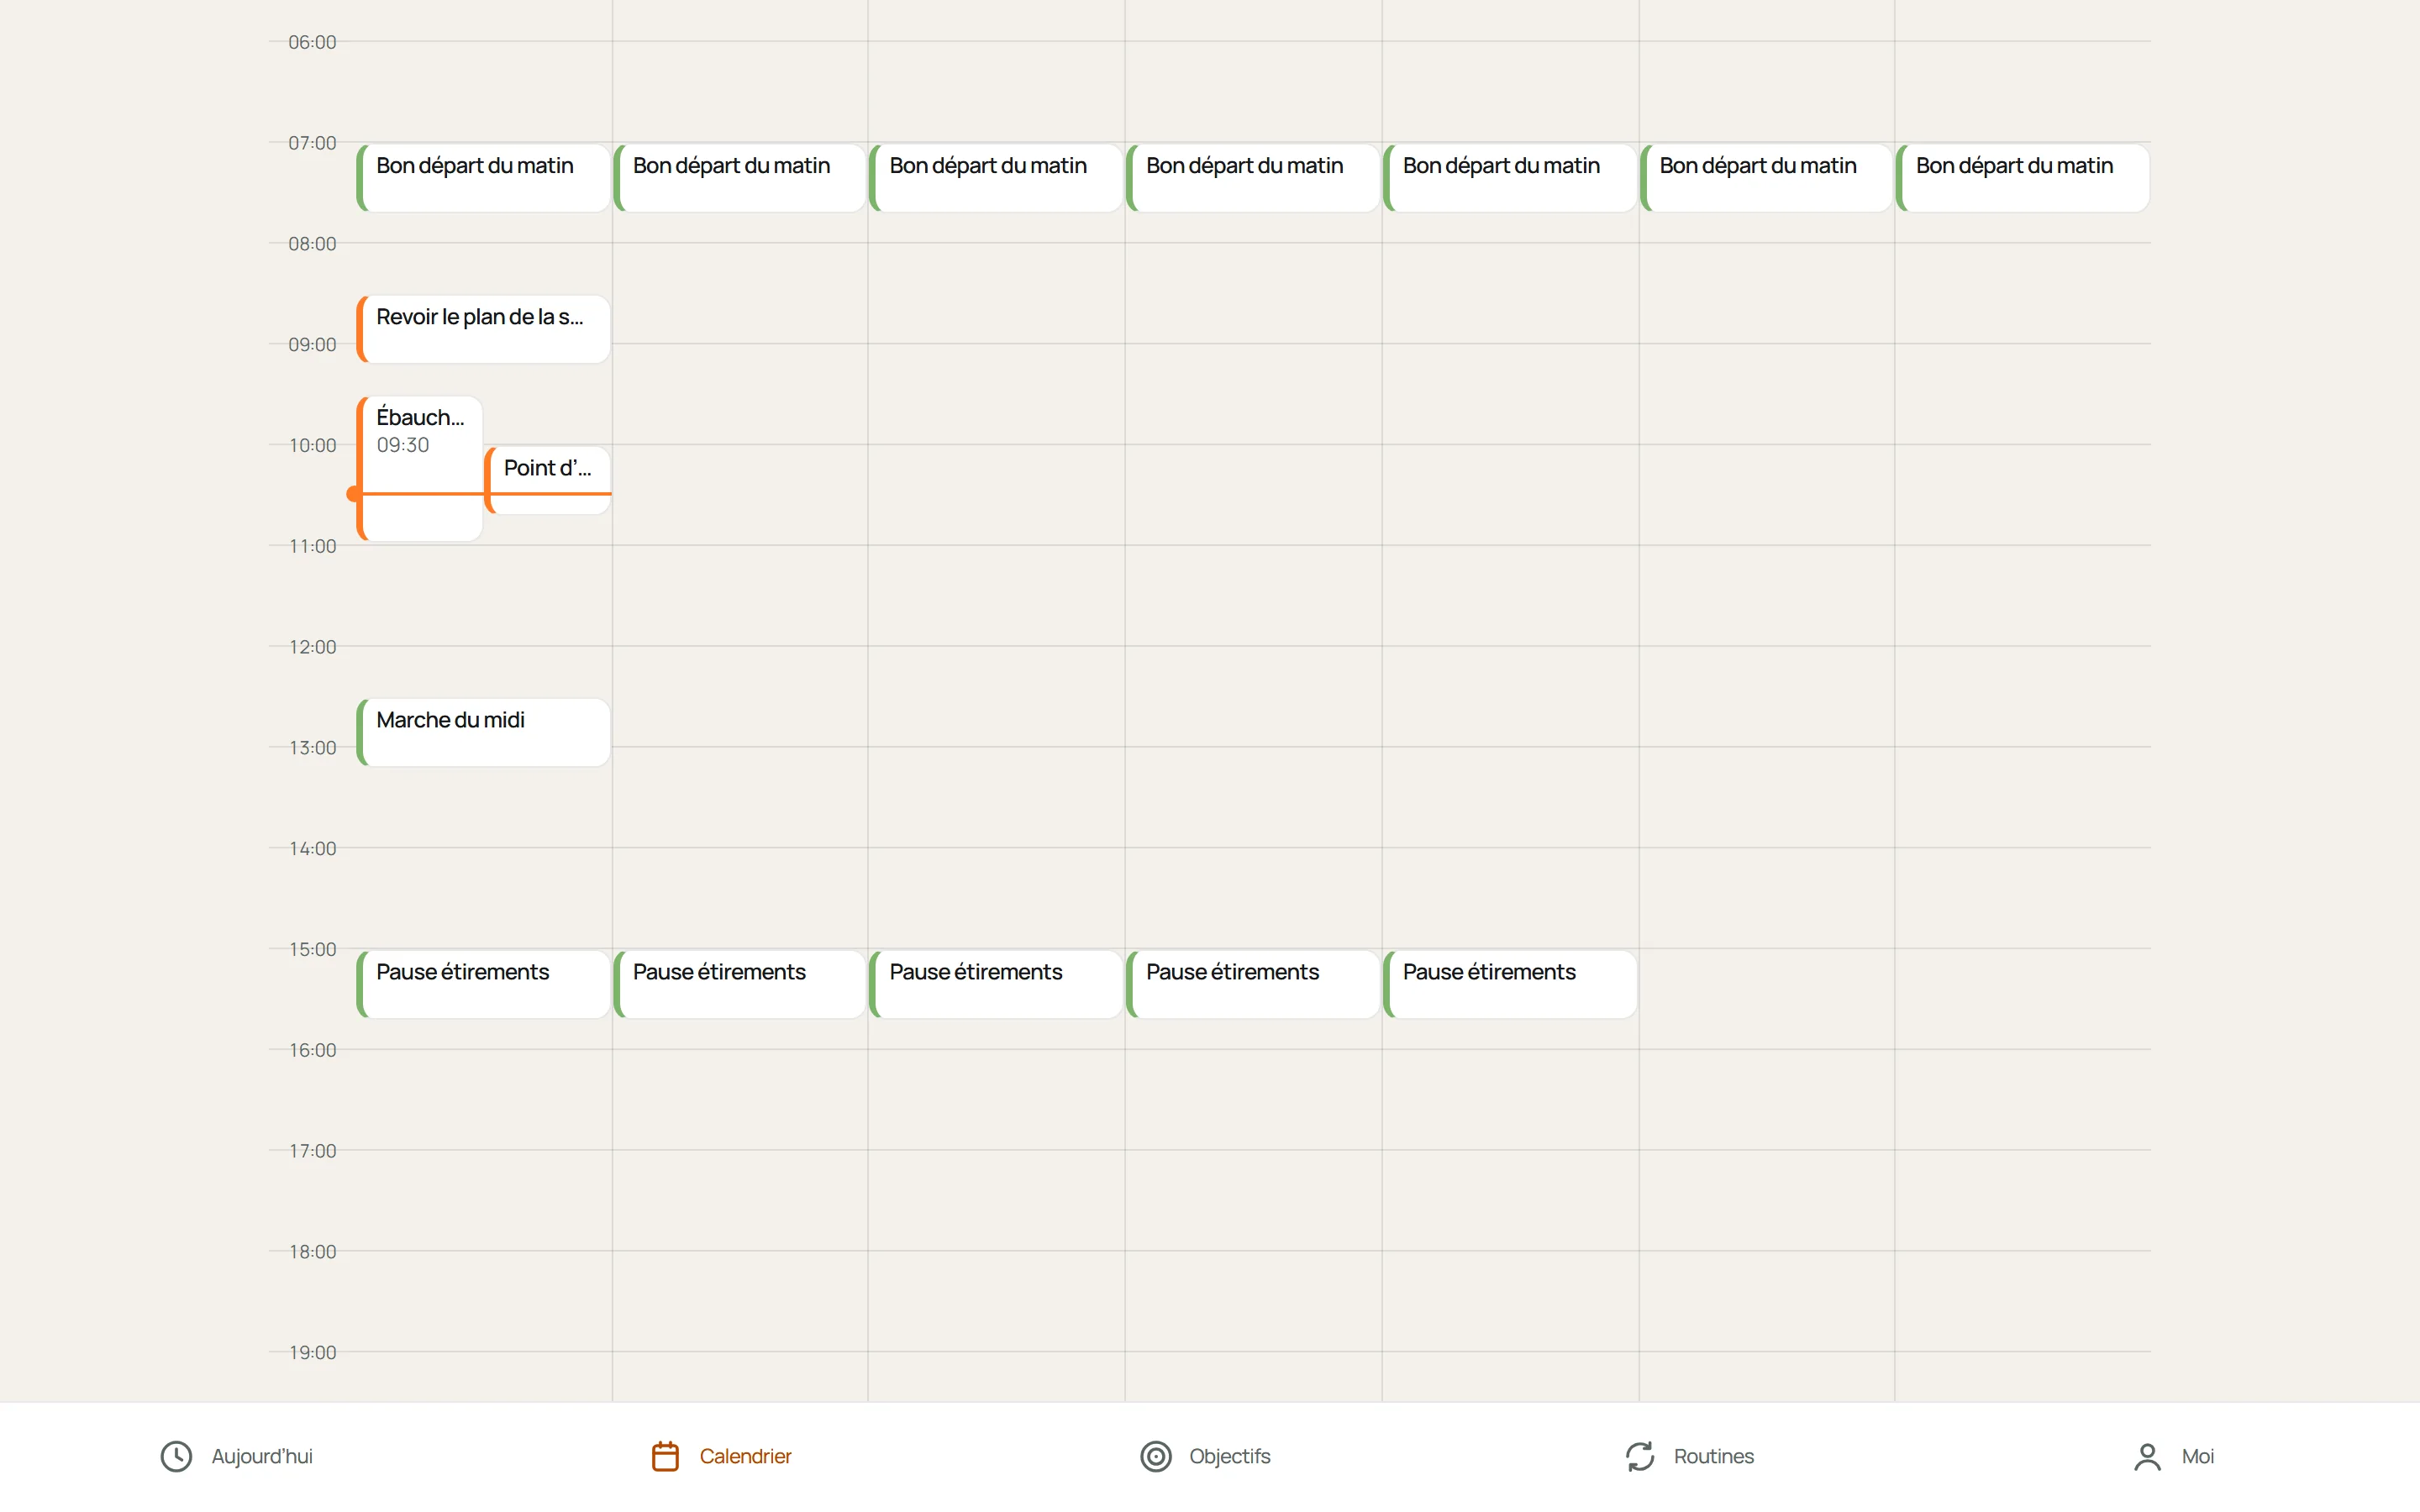 06:00
07:00
Bon départ du matin
Bon départ du matin
Bon départ du matin
Bon départ du matin
Bon départ du matin
Bon départ du matin
Bon départ du matin
08:00
Revoir le plan de la s...
09:00
Ébauch...
09:30
10:00
Point d’...
11:00
12:00
Marche du midi
13:00
14:00
15:00
Pause étirements
Pause étirements
Pause étirements
Pause étirements
Pause étirements
16:00
17:00
18:00
19:00
Aujourd’hui
Calendrier
Objectifs
Routines
Moi